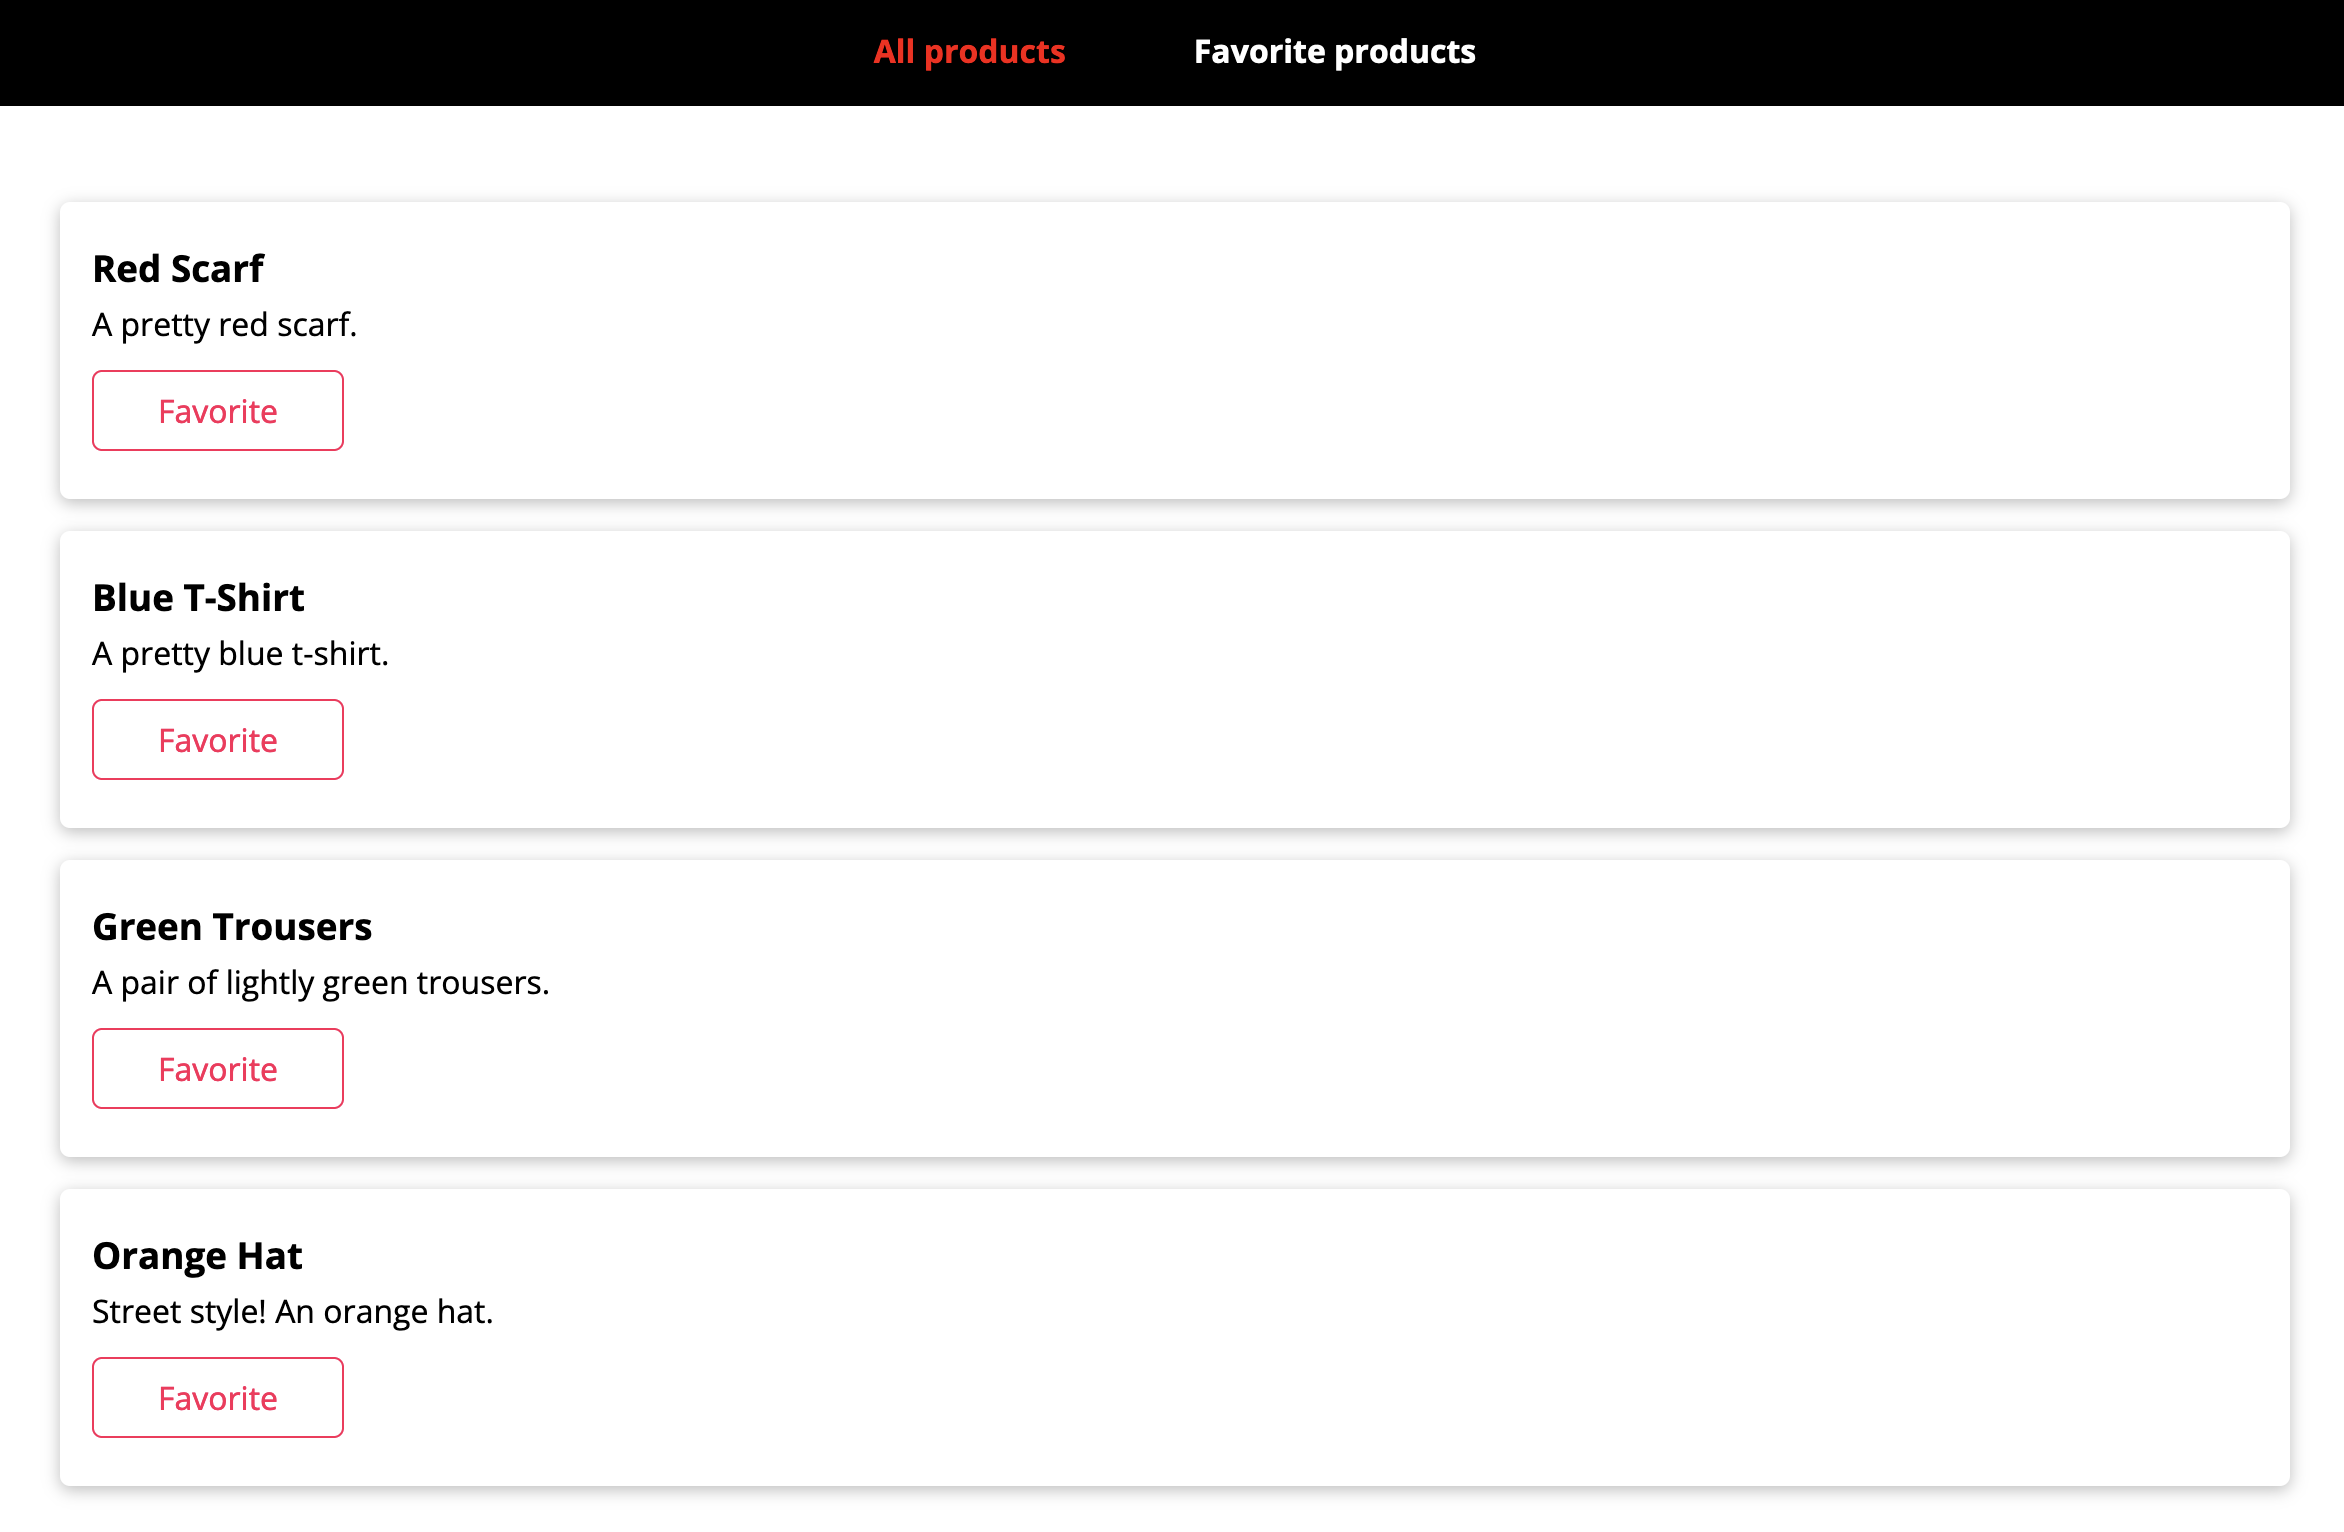 All products Favorite products
Red Scarf
A pretty red scarf.
Favorite
Blue T-Shirt
A pretty blue t-shirt.
Favorite
Green Trousers
A pair of lightly green trousers.
Favorite
Orange Hat
Street style! An orange hat.
Favorite